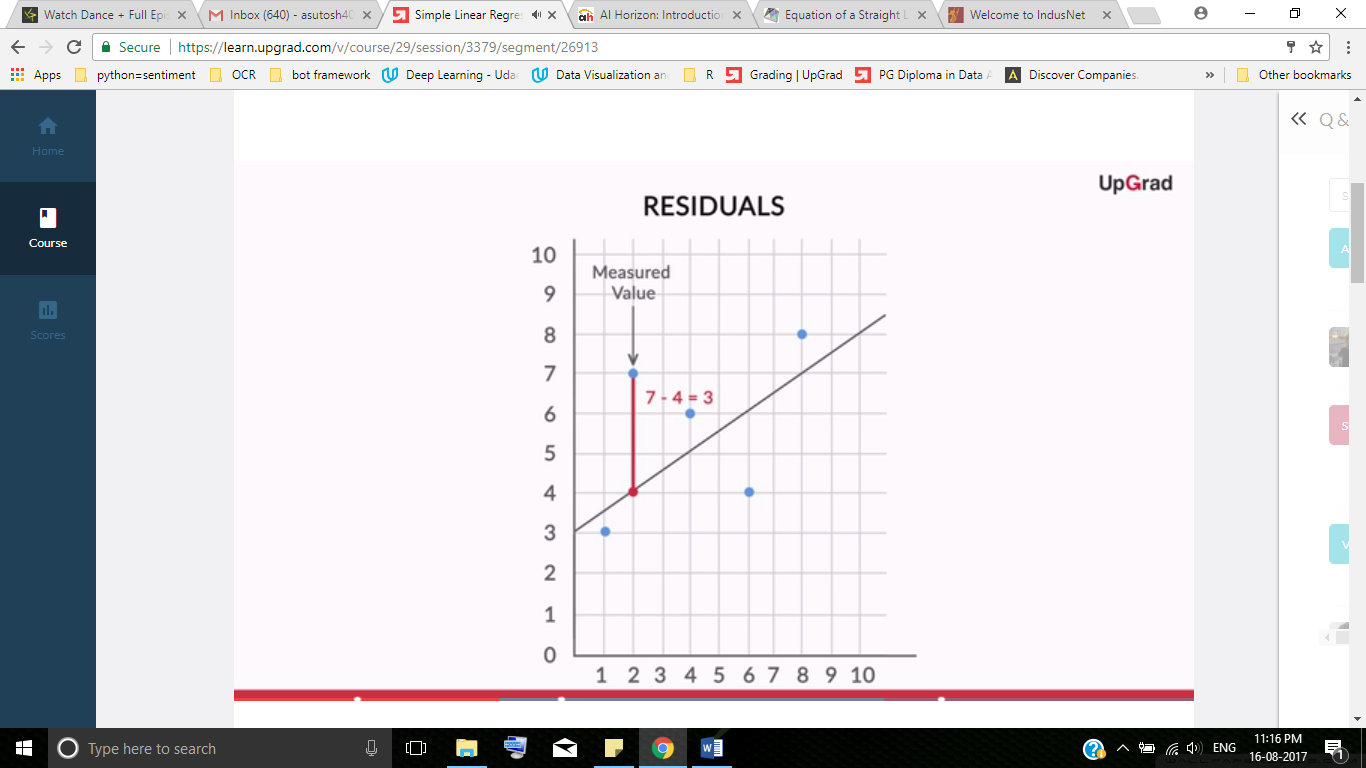 Watch Dance + Full Epi
Inbox (640) - asutosh40
Simple Linear Regre
AI Horizon: Introductio
Equation of a Straight L
Welcome to IndusNet
Secure | https://learn.upgrad.com/v/course/29/session/3379/segment/26913
Apps python=sentiment OCR bot framework Deep Learning - Uda Data Visualization an R Grading | UpGrad PG Diploma in Data A Discover Companies. » Other bookmarks
Home
Course
Scores
Q &
S
A
S
V
UpGrad
RESIDUALS
10
Measured
Value
9
8
7
7 - 4 = 3
6
5
4
3
2
1
0
1 2 3 4 5 6 7 8 9 10
Type here to search
ENG
11:16 PM
16-08-2017
1